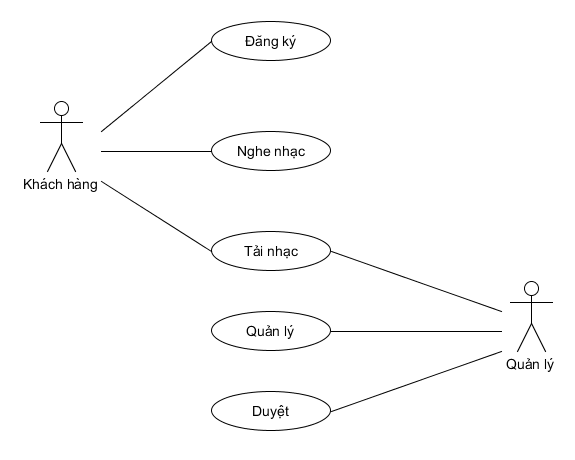 Đăng ký
Nghe nhạc
Khách hàng
Tải nhạc
Quản lý
Quản lý
Duyệt